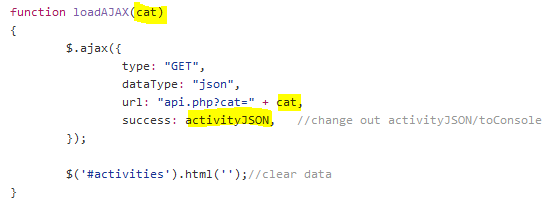 function loadAJAX(cat)
{
$.ajax({
type: "GET",
dataType: "json",
url: "api.php?cat=" + cat,
success: activityJSON, //change out activityJSON/toConsole
});
$('#activities').html('');//clear data
}